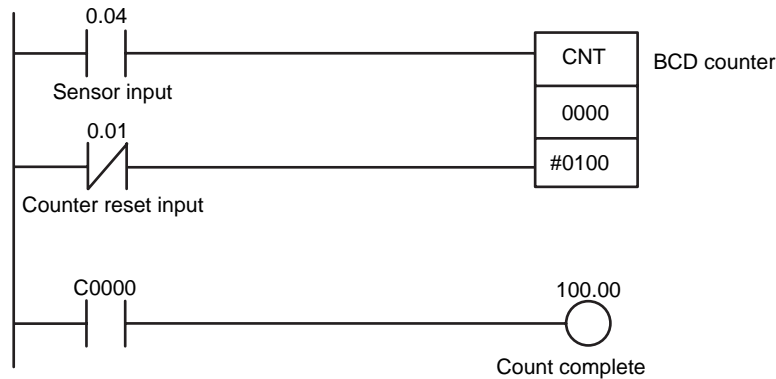 0.04
CNT
BCD counter
Sensor input
0000
0.01
#0100
Counter reset input
C0000
100.00
Count complete